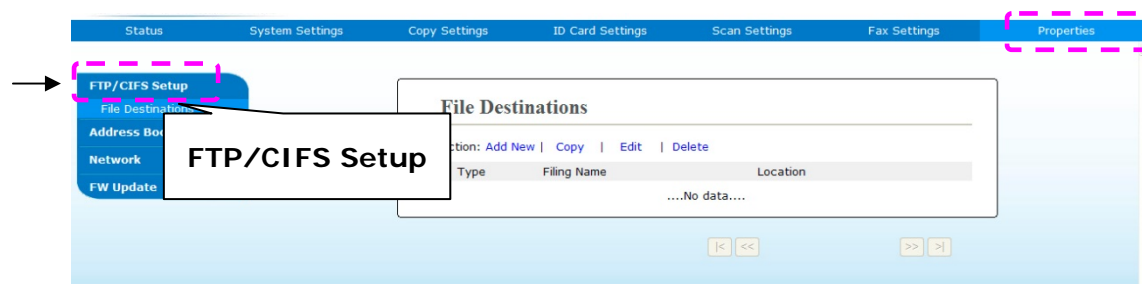 Status System Settings Copy Settings ID Card Settings Scan Settings Fax Settings Properties
FTP/CIFS Setup
File Destinations
Address
Network
FW Update
FTP/CIFS Setup
File Destinations
Add New | Copy | Edit | Delete
Type Filing Name Location
....No data....
|< << >> >|